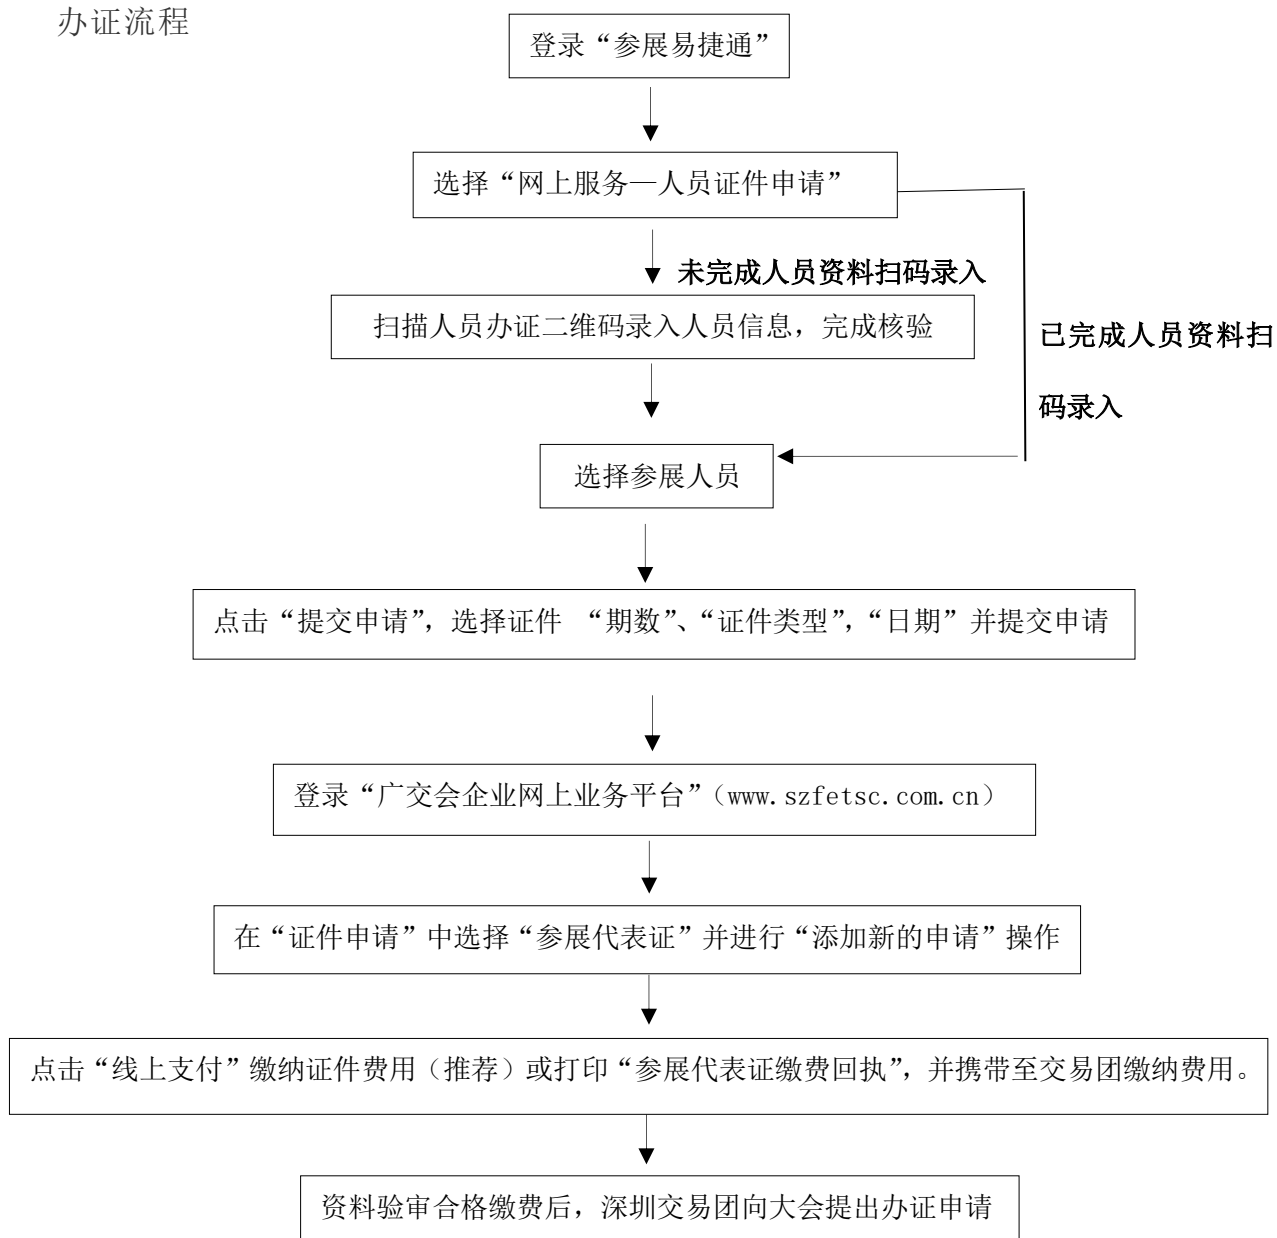 办证流程
登录“参展易捷通”
选择“网上服务—人员证件申请”
未完成人员资料扫码录入
扫描人员办证二维码录入人员信息，完成核验
已完成人员资料扫
码录入
选择参展人员
点击“提交申请”，选择证件 “期数”、“证件类型”，“日期”并提交申请
登录“广交会企业网上业务平台”（www.szfetsc.com.cn）
在“证件申请”中选择“参展代表证”并进行“添加新的申请”操作
点击“线上支付”缴纳证件费用（推荐）或打印“参展代表证缴费回执”，并携带至交易团缴纳费用。
资料验审合格缴费后，深圳交易团向大会提出办证申请